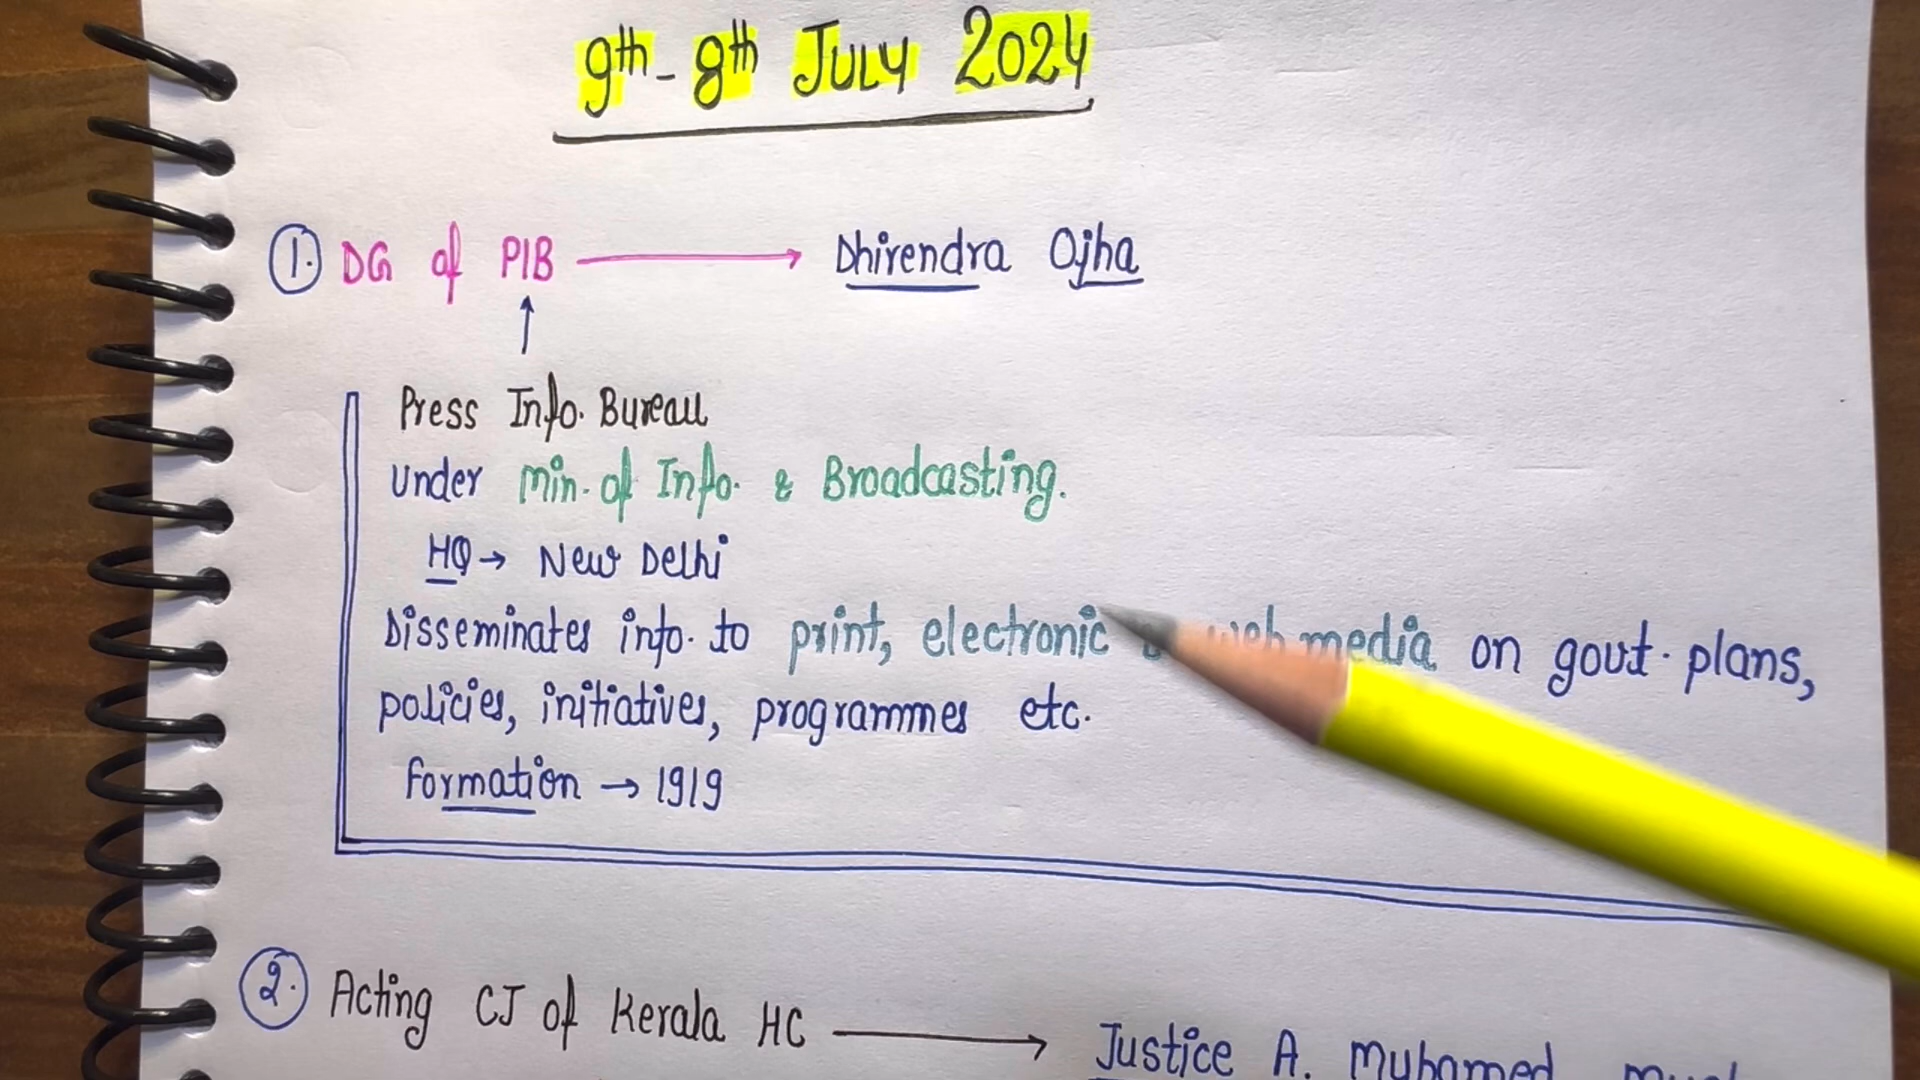 9th - 8th JULY 2024
1. DG of PIB → Dhirendra Ojha
↑
Press Info. Bureau
Under Min. of Info. & Broadcasting.
HQ → New Delhi
Disseminates info. to print, electronic web media on govt. plans,
policies, initiatives, programmes etc.
Formation → 1919
2. Acting CJ of Kerala HC → Justice A. Muhamed